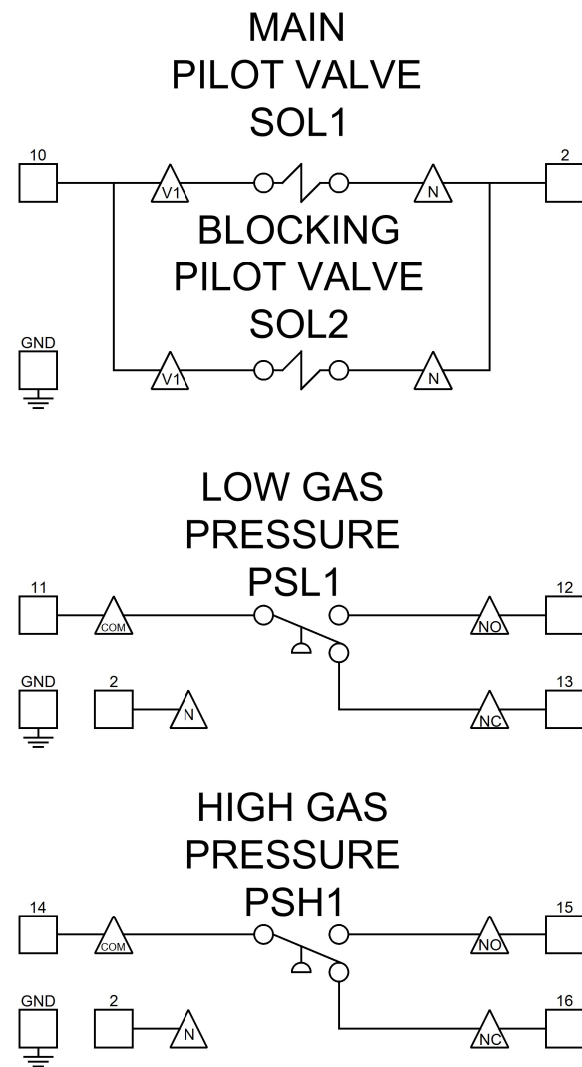 MAIN
PILOT VALVE
SOL1
10
2
V1
N
BLOCKING
PILOT VALVE
SOL2
GND
V1
N
LOW GAS
PRESSURE
PSL1
11
12
COM
NO
GND
2
13
N
NC
HIGH GAS
PRESSURE
PSH1
14
15
COM
NO
GND
2
16
N
NC